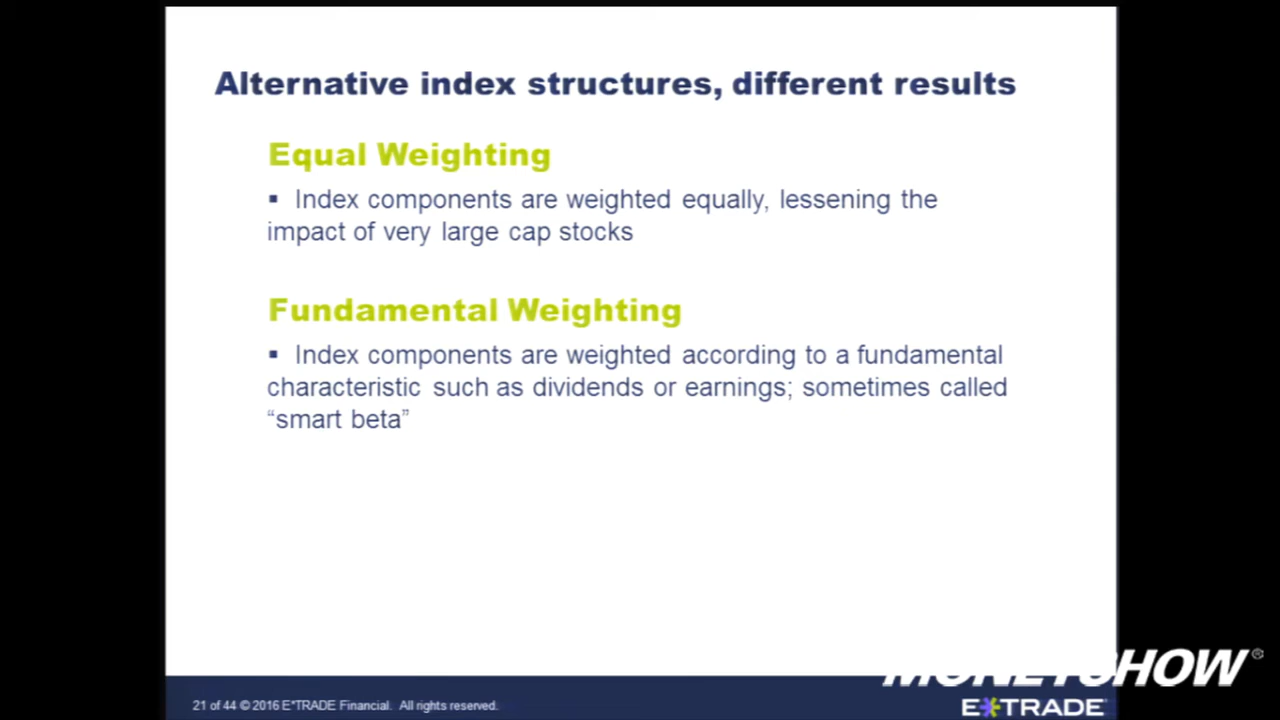 Alternative index structures, different results
Equal Weighting
▪ Index components are weighted equally, lessening the
impact of very large cap stocks
Fundamental Weighting
▪ Index components are weighted according to a fundamental
characteristic such as dividends or earnings; sometimes called
“smart beta”
MONEYSHOW®
21 of 44 © 2016 E*TRADE Financial. All rights reserved.
E*TRADE